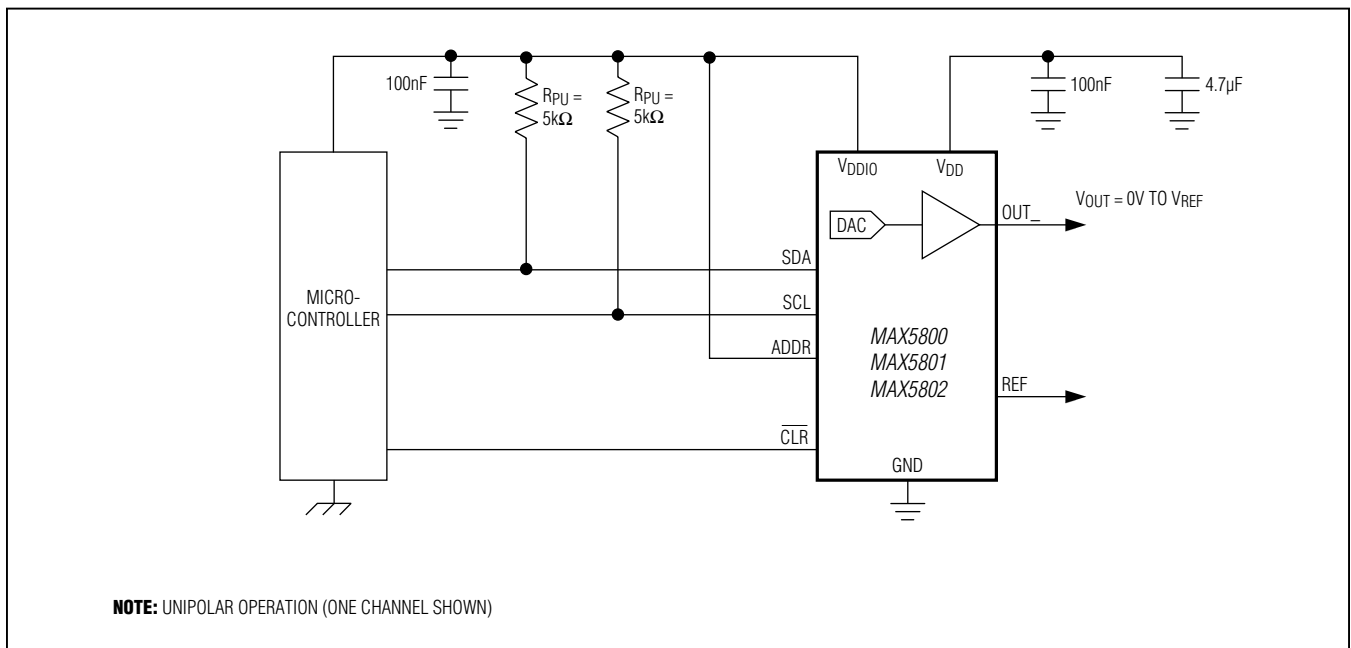 100nF
RPU =
5kΩ
RPU =
5kΩ
100nF
4.7µF
VDDIO
VDD
DAC
OUT_
VOUT = 0V TO VREF
MICRO-
CONTROLLER
SDA
SCL
ADDR
CLR
MAX5800
MAX5801
MAX5802
REF
GND
NOTE: UNIPOLAR OPERATION (ONE CHANNEL SHOWN)